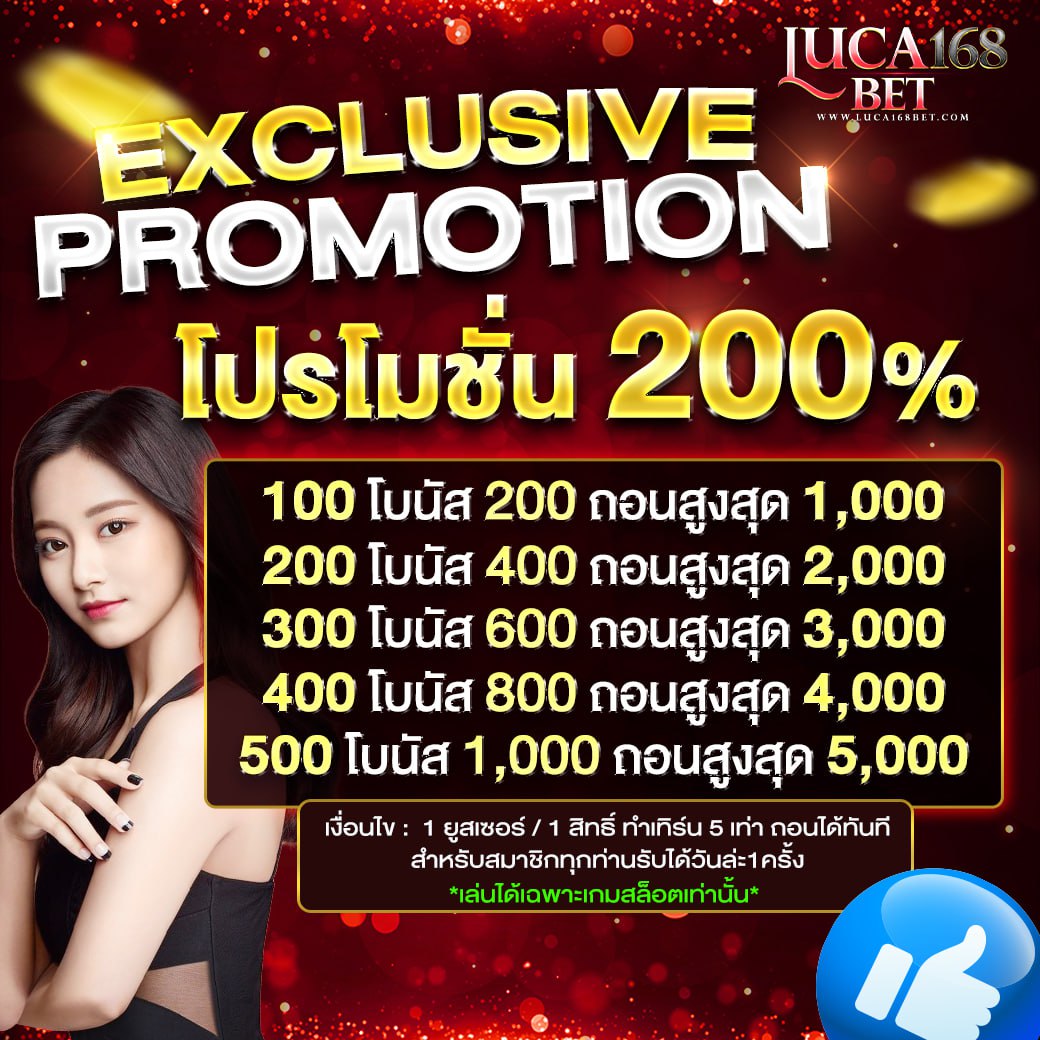 LUCA168
BET
WWW.LUCA168BET.COM
EXCLUSIVE
PROMOTION
โปรโมชั่น 200%
100 โบนัส 200 ถอนสูงสุด 1,000
200 โบนัส 400 ถอนสูงสุด 2,000
300 โบนัส 600 ถอนสูงสุด 3,000
400 โบนัส 800 ถอนสูงสุด 4,000
500 โบนัส 1,000 ถอนสูงสุด 5,000
เงื่อนไข : 1 ยูสเซอร์ / 1 สิทธิ์ ทำเทิร์น 5 เท่า ถอนได้ทันที
สำหรับสมาชิกทุกท่านรับได้วันล่ะ1ครั้ง
*เล่นได้เฉพาะเกมสล็อตเท่านั้น*